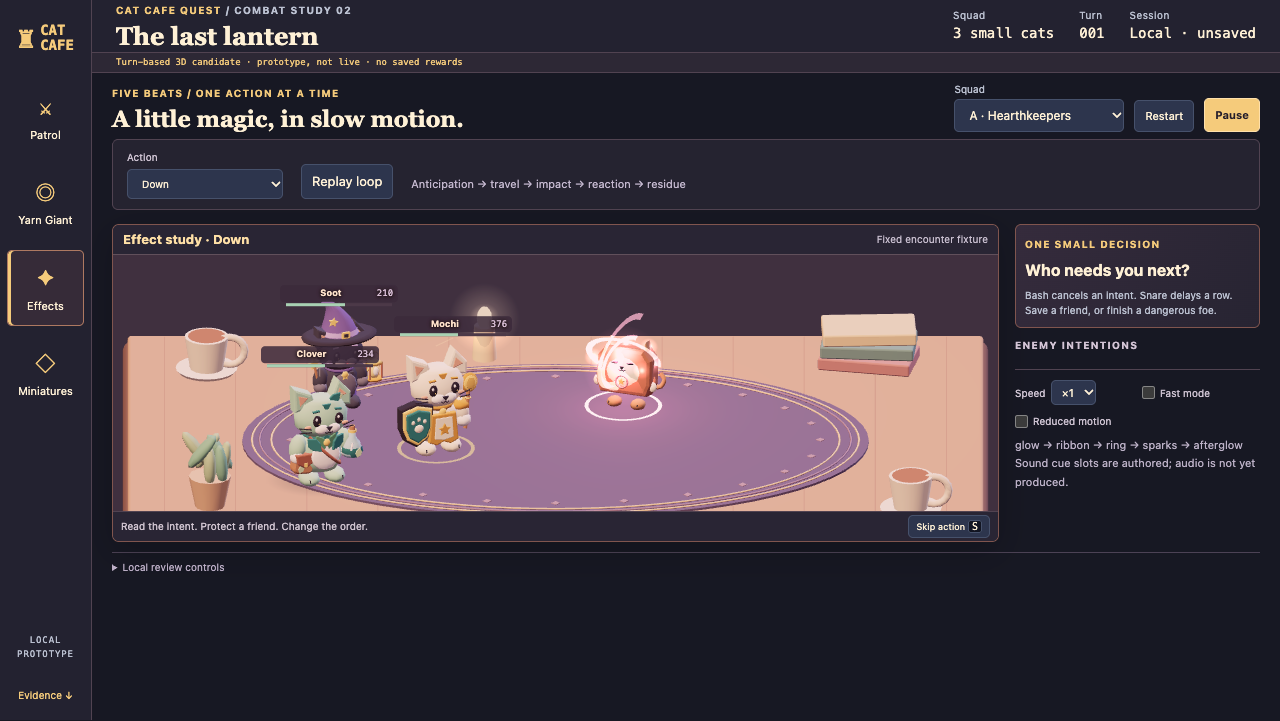 CAT CAFE
CAT CAFE QUEST / COMBAT STUDY 02
The last lantern
Squad
3 small cats
Turn
001
Session
Local · unsaved
Turn-based 3D candidate · prototype, not live · no saved rewards
Patrol
Yarn Giant
Effects
Miniatures
LOCAL
PROTOTYPE
Evidence ↓
FIVE BEATS / ONE ACTION AT A TIME
A little magic, in slow motion.
Squad
A · Hearthkeepers
Restart
Pause
Action
Down
Replay loop
Anticipation → travel → impact → reaction → residue
Effect study · Down
Fixed encounter fixture
Soot 210
Mochi 376
Clover 234
Read the intent. Protect a friend. Change the order.
Skip action S
ONE SMALL DECISION
Who needs you next?
Bash cancels an intent. Snare delays a row.
Save a friend, or finish a dangerous foe.
ENEMY INTENTIONS
Speed
×1
Fast mode
Reduced motion
glow → ribbon → ring → sparks → afterglow
Sound cue slots are authored; audio is not yet
produced.
Local review controls